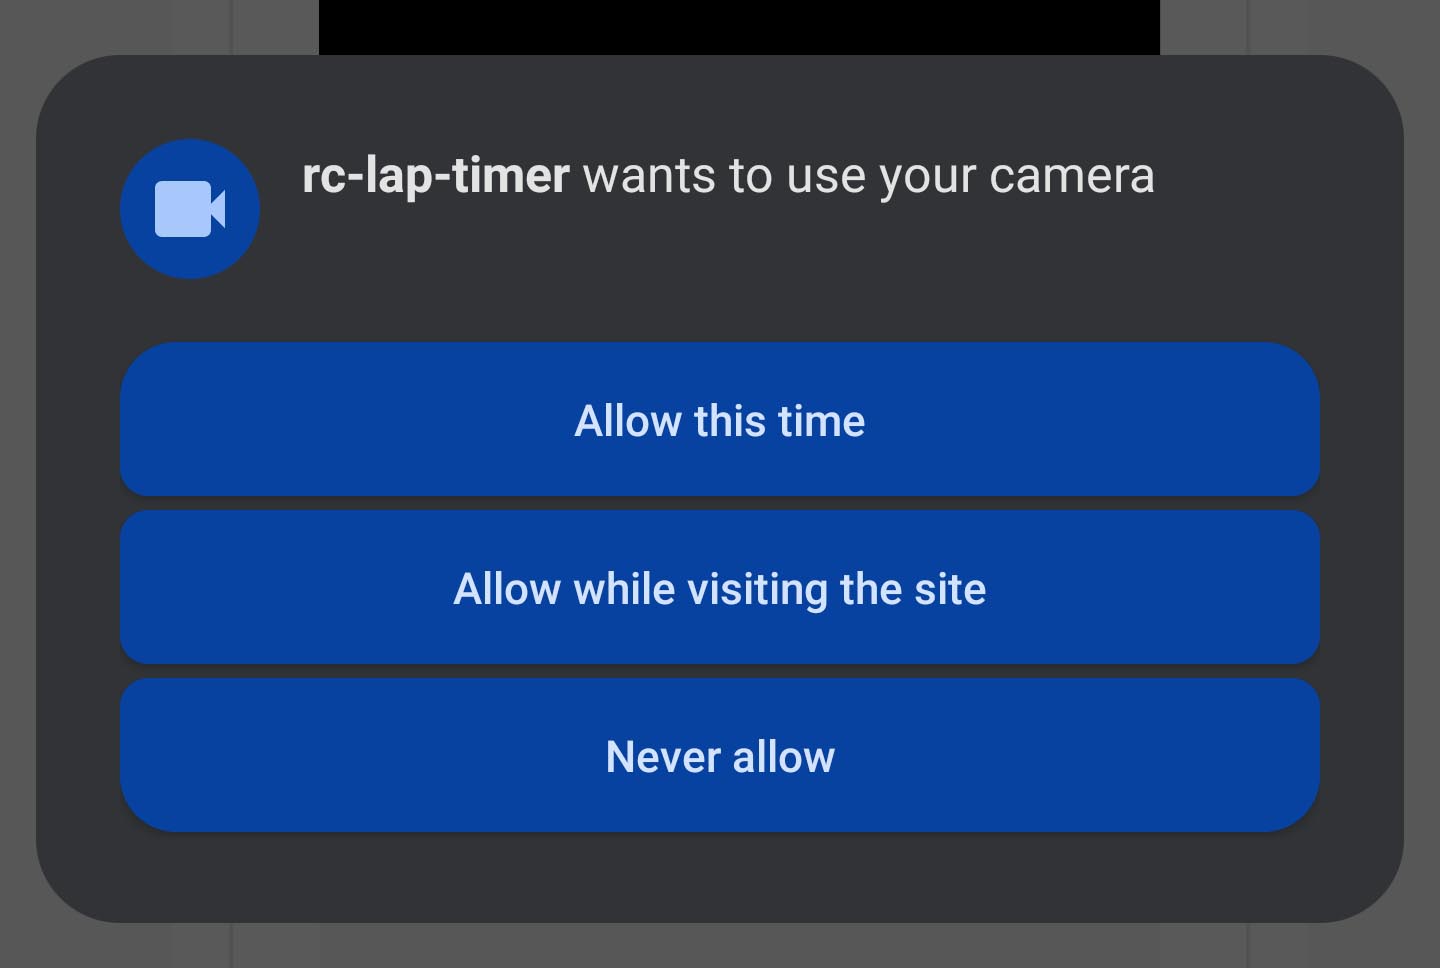 rc-lap-timer wants to use your camera
Allow this time
Allow while visiting the site
Never allow